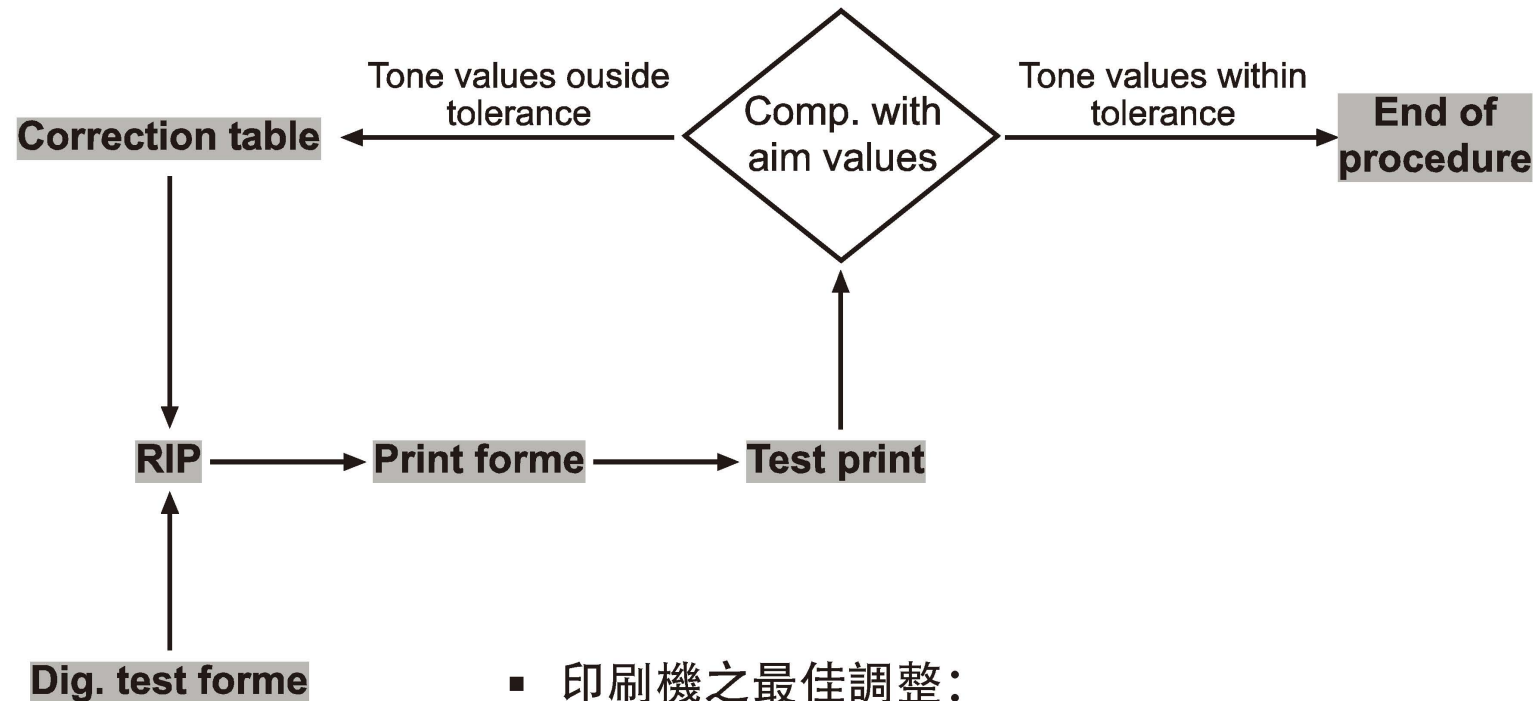 Tone values ouside
tolerance
Comp. with
aim values
Tone values within
tolerance
Correction table
End of
procedure
RIP
Print forme
Test print
Dig. test forme
▪ 印刷機之最佳調整：